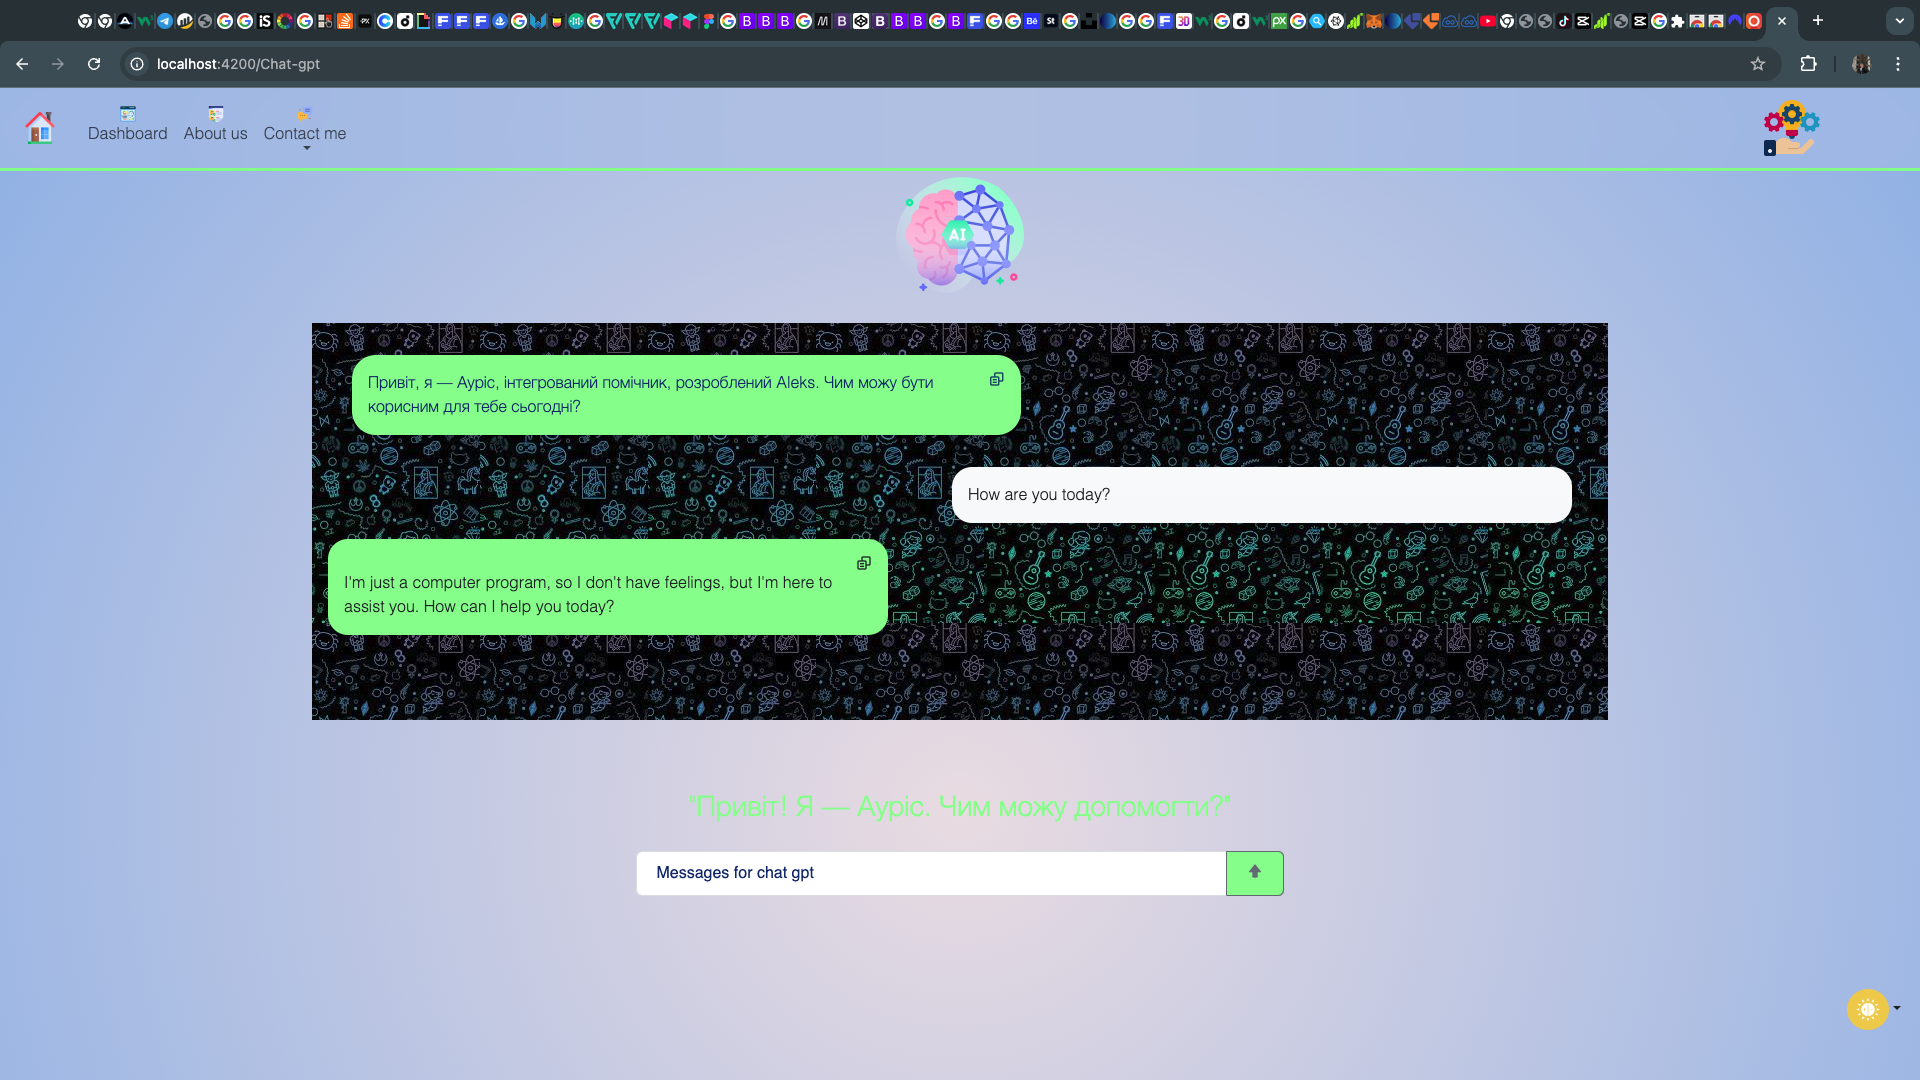 localhost:4200/Chat-gpt
Dashboard
About us
Contact me
AI
Привіт, я — Ауріс, інтегрований помічник, розроблений Aleks. Чим можу бути
корисним для тебе сьогодні?
How are you today?
I'm just a computer program, so I don't have feelings, but I'm here to
assist you. How can I help you today?
"Привіт! Я — Ауріс. Чим можу допомогти?"
Messages for chat gpt